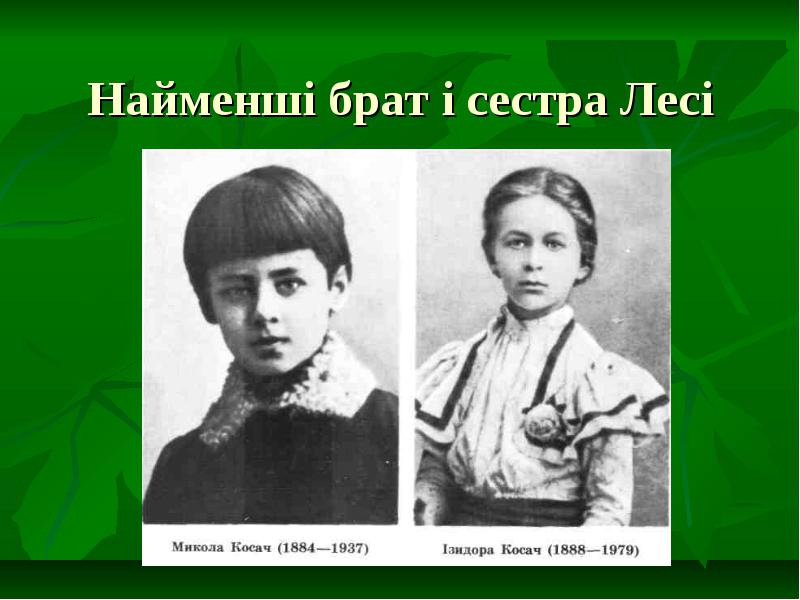 Найменші брат і сестра Лесі
Микола Косач (1884—1937)
Ізидора Косач (1888—1979)